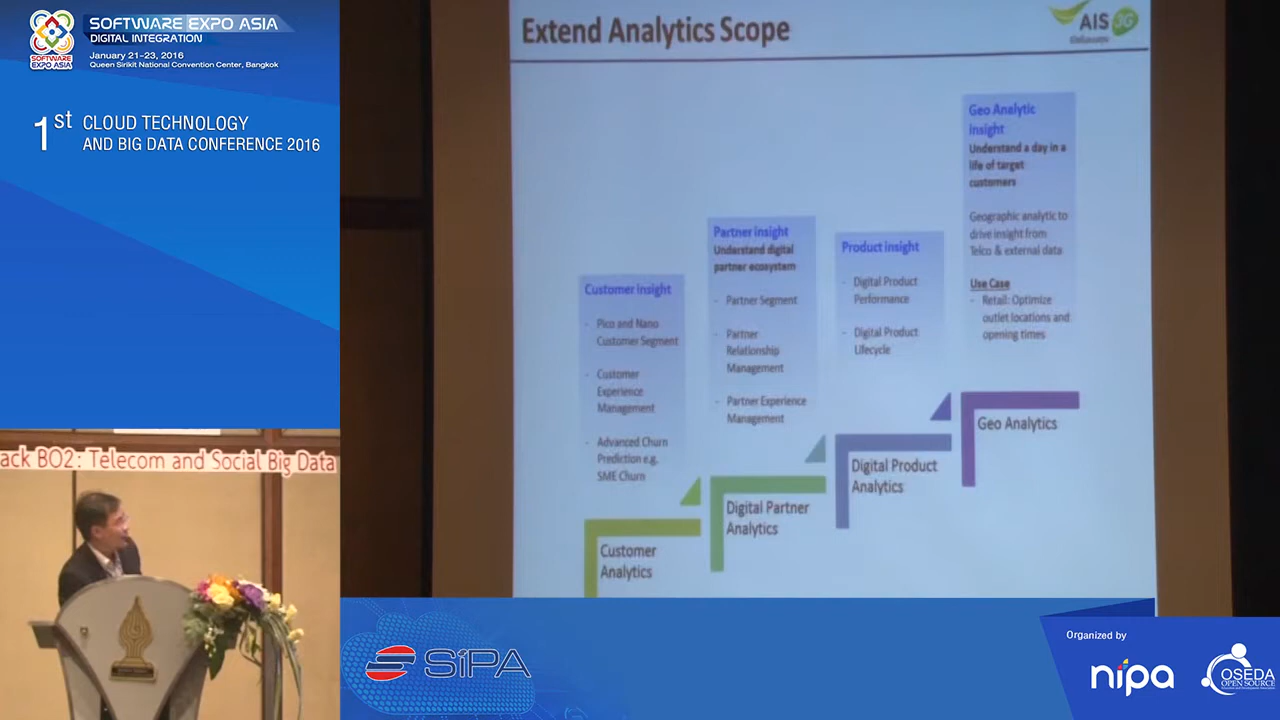 SOFTWARE EXPO ASIA
SOFTWARE EXPO ASIA
DIGITAL INTEGRATION
January 21-23, 2016
Queen Sirikit National Convention Center, Bangkok
1st CLOUD TECHNOLOGY
AND BIG DATA CONFERENCE 2016
Extend Analytics Scope
AIS 3G
Customer insight
- Pico and Nano
Customer Segment
- Customer
Experience
Management
- Advanced Churn
Prediction e.g.
SME Churn
Customer
Analytics
Partner insight
Understand digital
partner ecosystem
- Partner Segment
- Partner
Relationship
Management
- Partner Experience
Management
Digital Partner
Analytics
Product insight
- Digital Product
Performance
- Digital Product
Lifecycle
Digital Product
Analytics
Geo Analytic
insight
Understand a day in a
life of target
customers
Geographic analytic to
drive insight from
Telco & external data
Use Case
- Retail: Optimize
outlet locations and
opening times
Geo Analytics
ack BO2: Telecom and Social Big Data
SiPA
Organized by
nipa
OSEDA
OPEN SOURCE